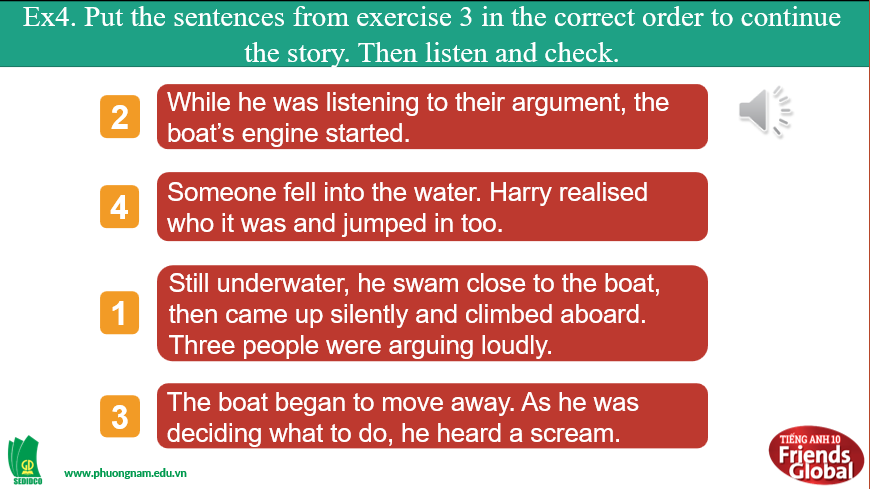 Ex4. Put the sentences from exercise 3 in the correct order to continue
the story. Then listen and check.
2
While he was listening to their argument, the
boat’s engine started.
4
Someone fell into the water. Harry realised
who it was and jumped in too.
1
Still underwater, he swam close to the boat,
then came up silently and climbed aboard.
Three people were arguing loudly.
3
The boat began to move away. As he was
deciding what to do, he heard a scream.
SEDIDCO
www.phuongnam.edu.vn
TIẾNG ANH 10
Friends
Global